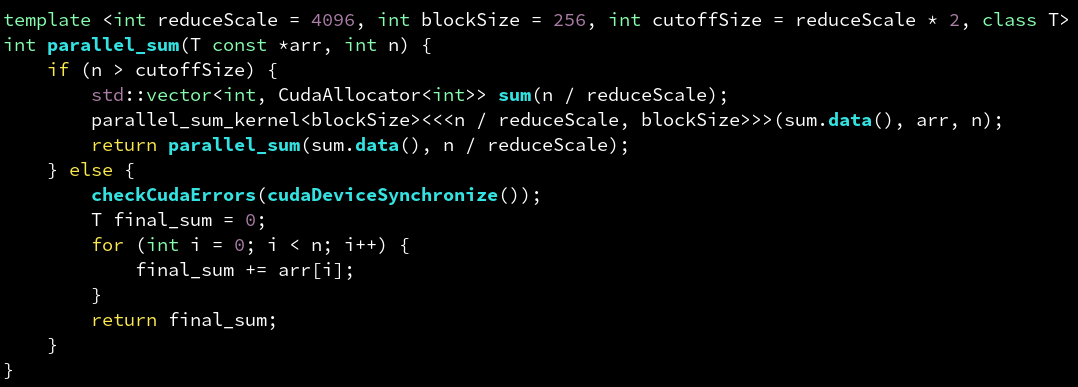 template <int reduceScale = 4096, int blockSize = 256, int cutoffSize = reduceScale * 2, class T>
int parallel_sum(T const *arr, int n) {
    if (n > cutoffSize) {
        std::vector<int, CudaAllocator<int>> sum(n / reduceScale);
        parallel_sum_kernel<blockSize><<<n / reduceScale, blockSize>>>(sum.data(), arr, n);
        return parallel_sum(sum.data(), n / reduceScale);
    } else {
        checkCudaErrors(cudaDeviceSynchronize());
        T final_sum = 0;
        for (int i = 0; i < n; i++) {
            final_sum += arr[i];
        }
        return final_sum;
    }
}